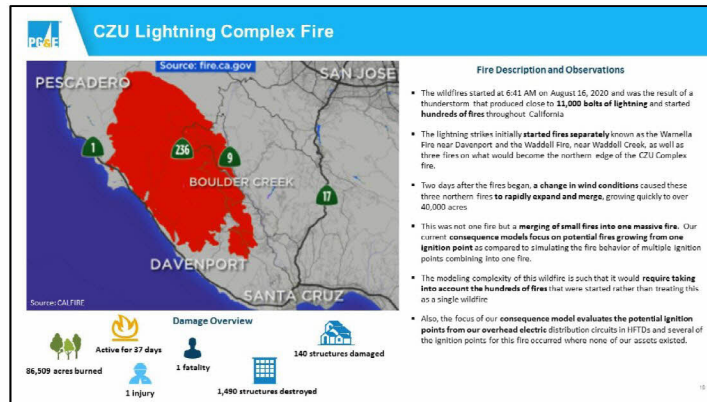 PG&E
CZU Lightning Complex Fire
Source: fire.ca.gov
PESCADERO
SAN JOSE
1
236
9
BOULDER CREEK
17
DAVENPORT
SANTA CRUZ
Source: CALFIRE
Damage Overview
86,509 acres burned
Active for 37 days
1 injury
1 fatality
1,490 structures destroyed
140 structures damaged
Fire Description and Observations
▪ The wildfires started at 6:41 AM on August 16, 2020 and was the result of a
thunderstorm that produced close to 11,000 bolts of lightning and started
hundreds of fires throughout California
▪ The lightning strikes initially started fires separately known as the Warnella
Fire near Davenport and the Waddell Fire, near Waddell Creek, as well as
three fires on what would become the northern edge of the CZU Complex
fire.
▪ Two days after the fires began, a change in wind conditions caused these
three northern fires to rapidly expand and merge, growing quickly to over
40,000 acres
▪ This was not one fire but a merging of small fires into one massive fire. Our
current consequence models focus on potential fires growing from one
ignition point as compared to simulating the fire behavior of multiple ignition
points combining into one fire.
▪ The modeling complexity of this wildfire is such that it would require taking
into account the hundreds of fires that were started rather than treating this
as a single wildfire
▪ Also, the focus of our consequence model evaluates the potential ignition
points from our overhead electric distribution circuits in HFTDs and several of
the ignition points for this fire occurred where none of our assets existed.